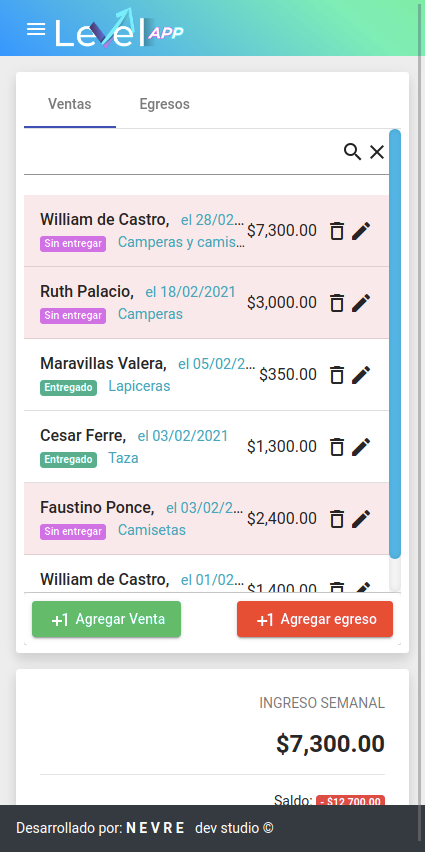 Level APP
Ventas Egresos
William de Castro, el 28/02... $7,300.00
Sin entregar Camperas y camis...
Ruth Palacio, el 18/02/2021 $3,000.00
Sin entregar Camperas
Maravillas Valera, el 05/02/2... $350.00
Entregado Lapiceras
Cesar Ferre, el 03/02/2021 $1,300.00
Entregado Taza
Faustino Ponce, el 03/02/2... $2,400.00
Sin entregar Camisetas
William de Castro, el 01/02... $1,400.00
+1 Agregar Venta +1 Agregar egreso
INGRESO SEMANAL
$7,300.00
Saldo: - $12,700.00
Desarrollado por: NEVRE dev studio ©